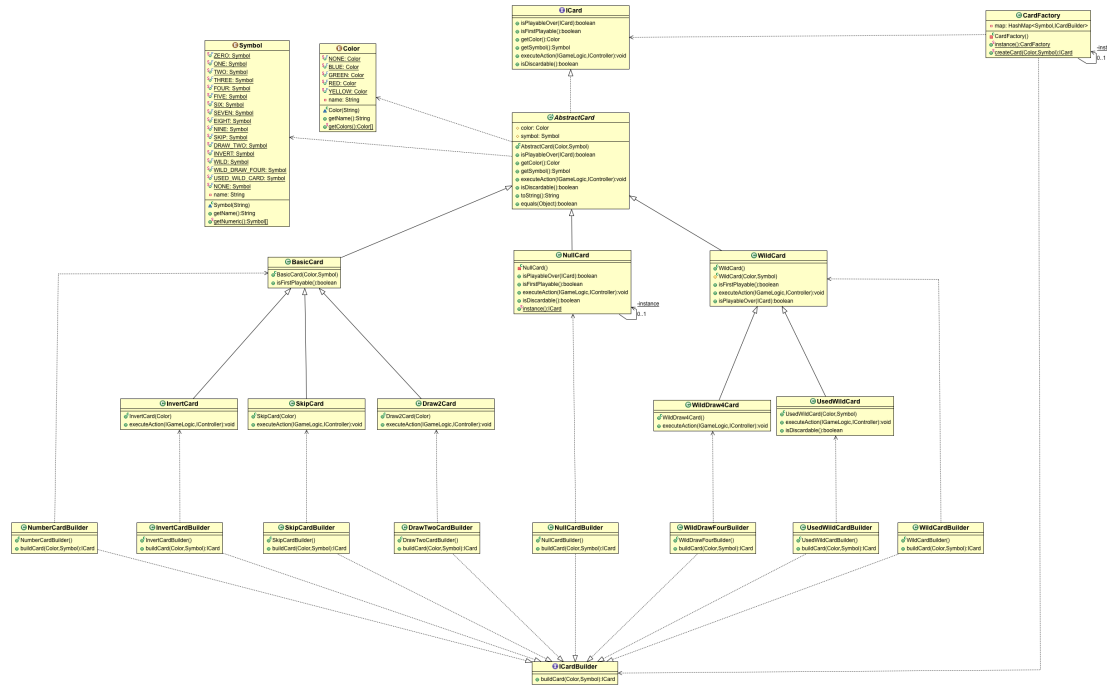 ICard
isPlayableOver(ICard):boolean
isFirstPlayable():boolean
getColor():Color
getSymbol():Symbol
executeAction(IGameLogic,IController):void
isDiscardable():boolean
CardFactory
map: HashMap<Symbol,ICardBuilder>
CardFactory()
instance():CardFactory
createCard(Color,Symbol):ICard
-inst
0..1
Symbol
ZERO: Symbol
ONE: Symbol
TWO: Symbol
THREE: Symbol
FOUR: Symbol
FIVE: Symbol
SIX: Symbol
SEVEN: Symbol
EIGHT: Symbol
NINE: Symbol
SKIP: Symbol
DRAW_TWO: Symbol
INVERT: Symbol
WILD: Symbol
WILD_DRAW_FOUR: Symbol
USED_WILD_CARD: Symbol
NONE: Symbol
name: String
Symbol(String)
getName():String
getNumeric():Symbol[]
Color
NONE: Color
BLUE: Color
GREEN: Color
RED: Color
YELLOW: Color
name: String
Color(String)
getName():String
getColors():Color[]
AbstractCard
color: Color
symbol: Symbol
AbstractCard(Color,Symbol)
isPlayableOver(ICard):boolean
getColor():Color
getSymbol():Symbol
executeAction(IGameLogic,IController):void
isDiscardable():boolean
toString():String
equals(Object):boolean
BasicCard
BasicCard(Color,Symbol)
isFirstPlayable():boolean
NullCard
NullCard()
isPlayableOver(ICard):boolean
isFirstPlayable():boolean
executeAction(IGameLogic,IController):void
isDiscardable():boolean
instance():ICard
-instance
0..1
WildCard
WildCard()
WildCard(Color,Symbol)
isFirstPlayable():boolean
executeAction(IGameLogic,IController):void
isPlayableOver(ICard):boolean
InvertCard
InvertCard(Color)
executeAction(IGameLogic,IController):void
SkipCard
SkipCard(Color)
executeAction(IGameLogic,IController):void
Draw2Card
Draw2Card(Color)
executeAction(IGameLogic,IController):void
WildDraw4Card
WildDraw4Card()
executeAction(IGameLogic,IController):void
UsedWildCard
UsedWildCard(Color,Symbol)
executeAction(IGameLogic,IController):void
isDiscardable():boolean
NumberCardBuilder
NumberCardBuilder()
buildCard(Color,Symbol):ICard
InvertCardBuilder
InvertCardBuilder()
buildCard(Color,Symbol):ICard
SkipCardBuilder
SkipCardBuilder()
buildCard(Color,Symbol):ICard
DrawTwoCardBuilder
DrawTwoCardBuilder()
buildCard(Color,Symbol):ICard
NullCardBuilder
NullCardBuilder()
buildCard(Color,Symbol):ICard
WildDrawFourBuilder
WildDrawFourBuilder()
buildCard(Color,Symbol):ICard
UsedWildCardBuilder
UsedWildCardBuilder()
buildCard(Color,Symbol):ICard
WildCardBuilder
WildCardBuilder()
buildCard(Color,Symbol):ICard
ICardBuilder
buildCard(Color,Symbol):ICard